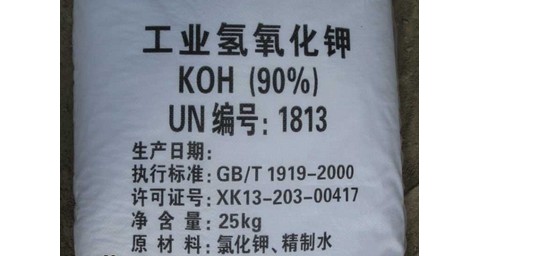 工业氢氧化钾
KOH (90%)
UN编号: 1813
生产日期:
执行标准: GB/T 1919-2000
许可证号: XK13-203-00417
净 含 量: 25kg
原 材 料: 氯化钾、精制水